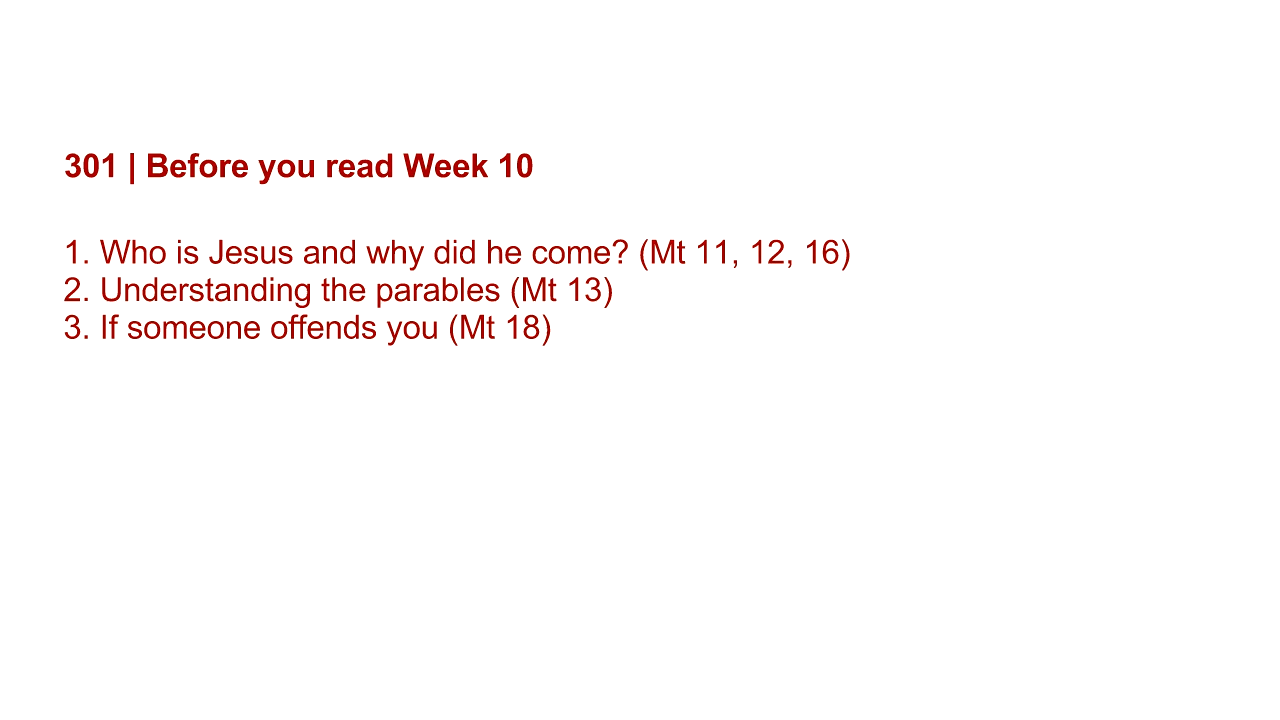 301 | Before you read Week 10
1. Who is Jesus and why did he come? (Mt 11, 12, 16)
2. Understanding the parables (Mt 13)
3. If someone offends you (Mt 18)